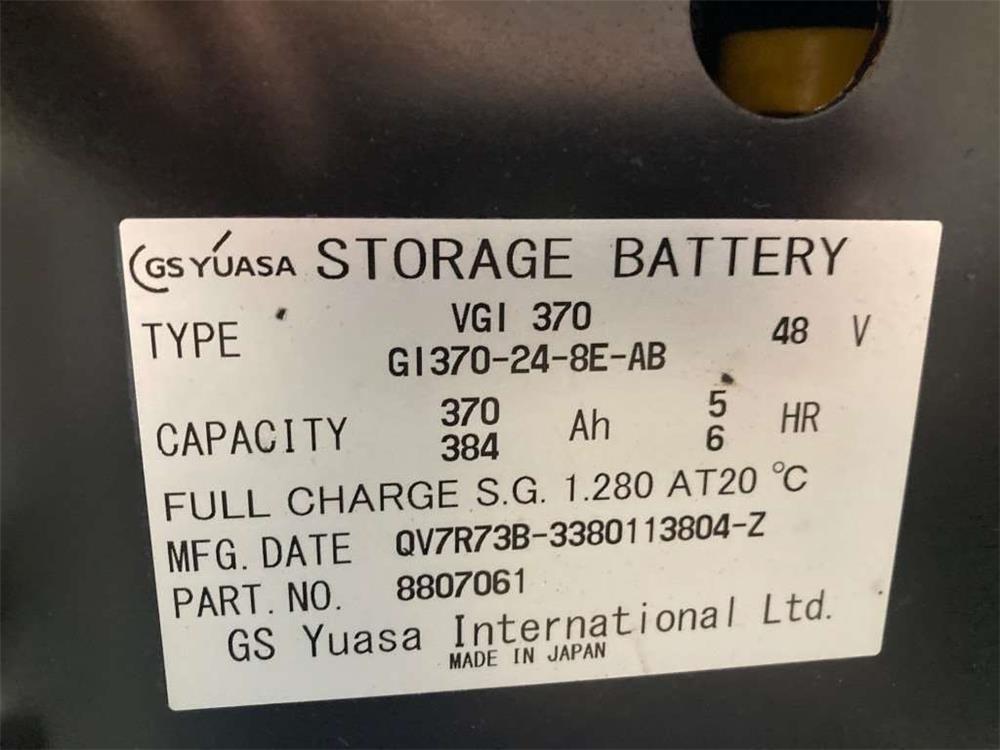 GS YUASA STORAGE BATTERY
TYPE VGI 370 48 V
GI370-24-8E-AB
CAPACITY 370 Ah 5 HR
384 6
FULL CHARGE S.G. 1.280 AT20 ℃
MFG. DATE QV7R73B-3380113804-Z
PART. NO. 8807061
GS Yuasa International Ltd.
MADE IN JAPAN